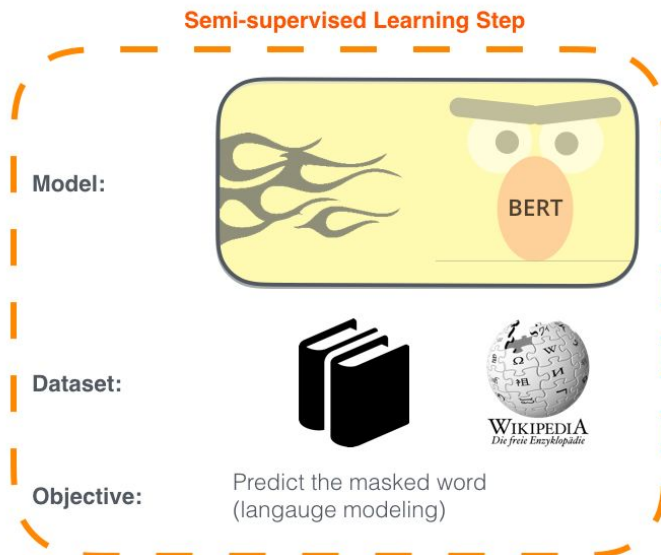 Semi-supervised Learning Step
Model:
BERT
Dataset:
WIKIPEDIA
Die freie Enzyklopädie
Objective:
Predict the masked word
(langauge modeling)